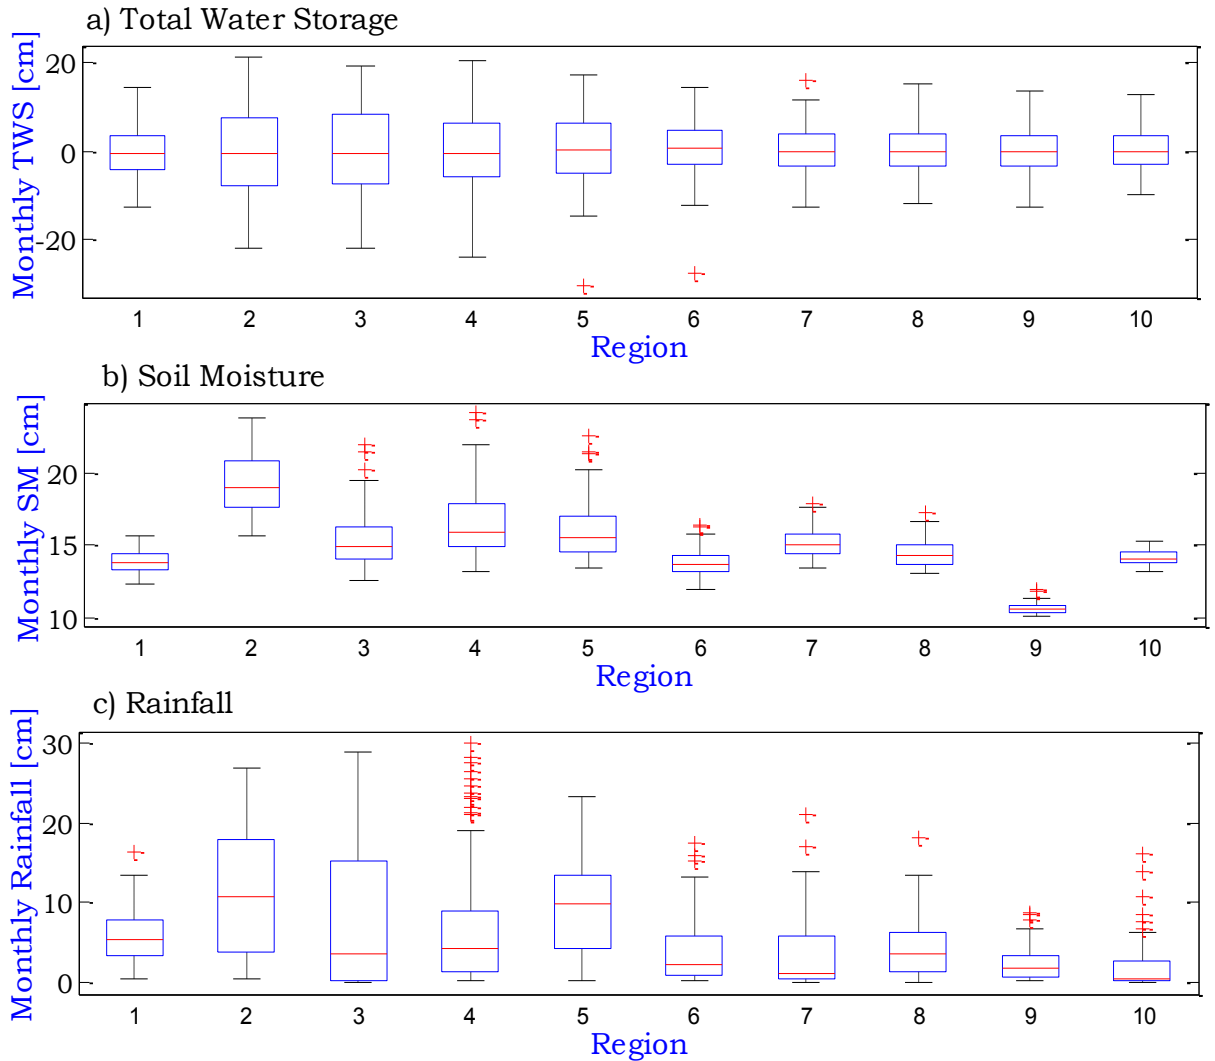 a) Total Water Storage
Monthly TWS [cm]
20
0
-20
1 2 3 4 5 6 7 8 9 10
Region
b) Soil Moisture
Monthly SM [cm]
20
15
10
1 2 3 4 5 6 7 8 9 10
Region
c) Rainfall
Monthly Rainfall [cm]
30
20
10
0
1 2 3 4 5 6 7 8 9 10
Region